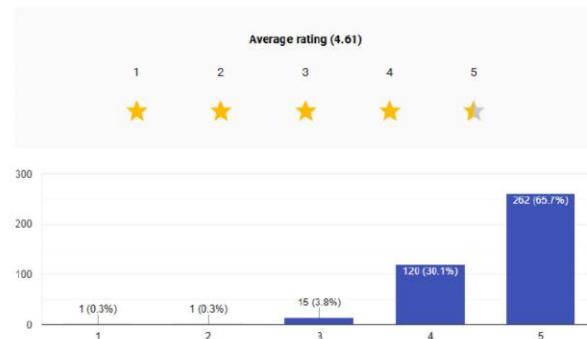 Average rating (4.61)
1 2 3 4 5
300
262 (65.7%)
200
120 (30.1%)
100
1 (0.3%) 1 (0.3%) 15 (3.8%)
0
1 2 3 4 5